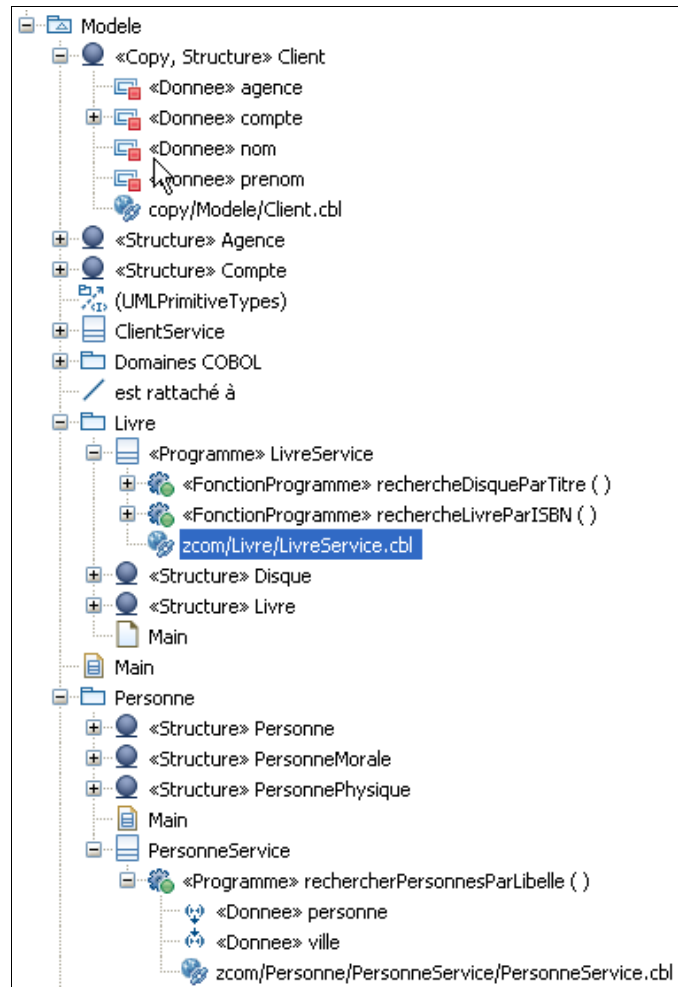 Modele
«Copy, Structure» Client
«Donnee» agence
«Donnee» compte
«Donnee» nom
«Donnee» prenom
copy/Modele/Client.cbl
«Structure» Agence
«Structure» Compte
(UMLPrimitiveTypes)
ClientService
Domaines COBOL
est rattaché à
Livre
«Programme» LivreService
«FonctionProgramme» rechercheDisqueParTitre ( )
«FonctionProgramme» rechercheLivreParISBN ( )
zcom/Livre/LivreService.cbl
«Structure» Disque
«Structure» Livre
Main
Main
Personne
«Structure» Personne
«Structure» PersonneMorale
«Structure» PersonnePhysique
Main
PersonneService
«Programme» rechercherPersonnesParLibelle ( )
«Donnee» personne
«Donnee» ville
zcom/Personne/PersonneService/PersonneService.cbl